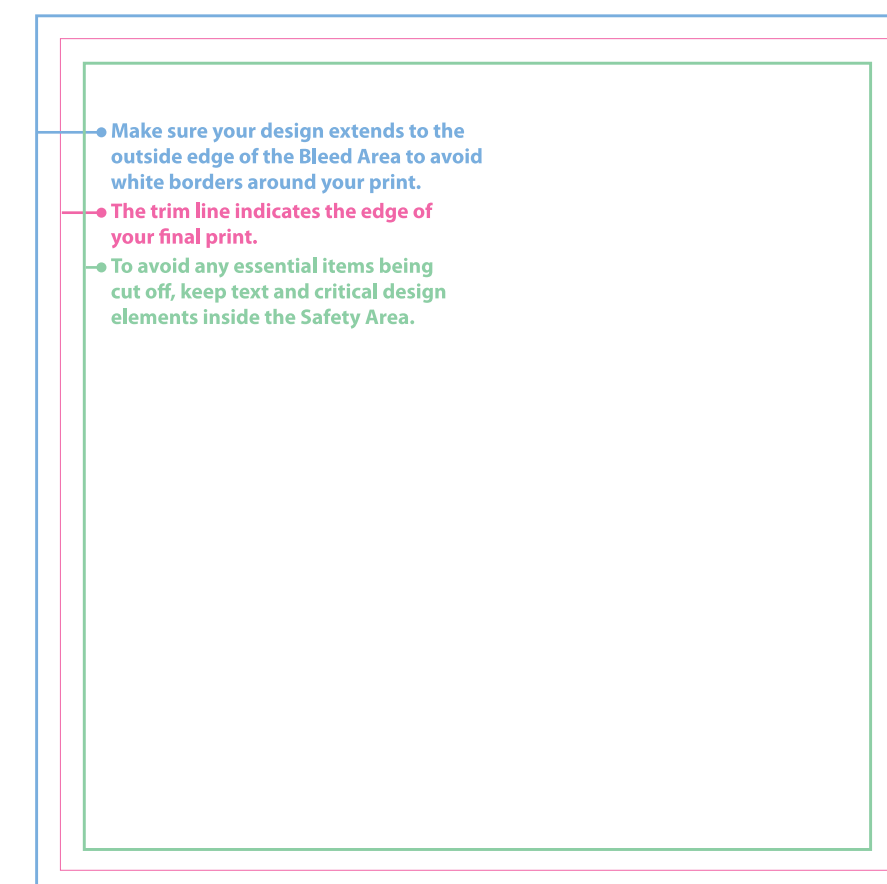 Make sure your design extends to the
outside edge of the Bleed Area to avoid
white borders around your print.
The trim line indicates the edge of
your final print.
To avoid any essential items being
cut off, keep text and critical design
elements inside the Safety Area.